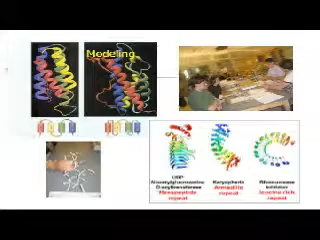 Modeling
UDP-
N-acetylglucosamine
O-acyltransferase
Hexapeptide
repeat
Karyopherin
Armadillo
repeat
Ribonuclease
inhibitor
leucine rich
repeat